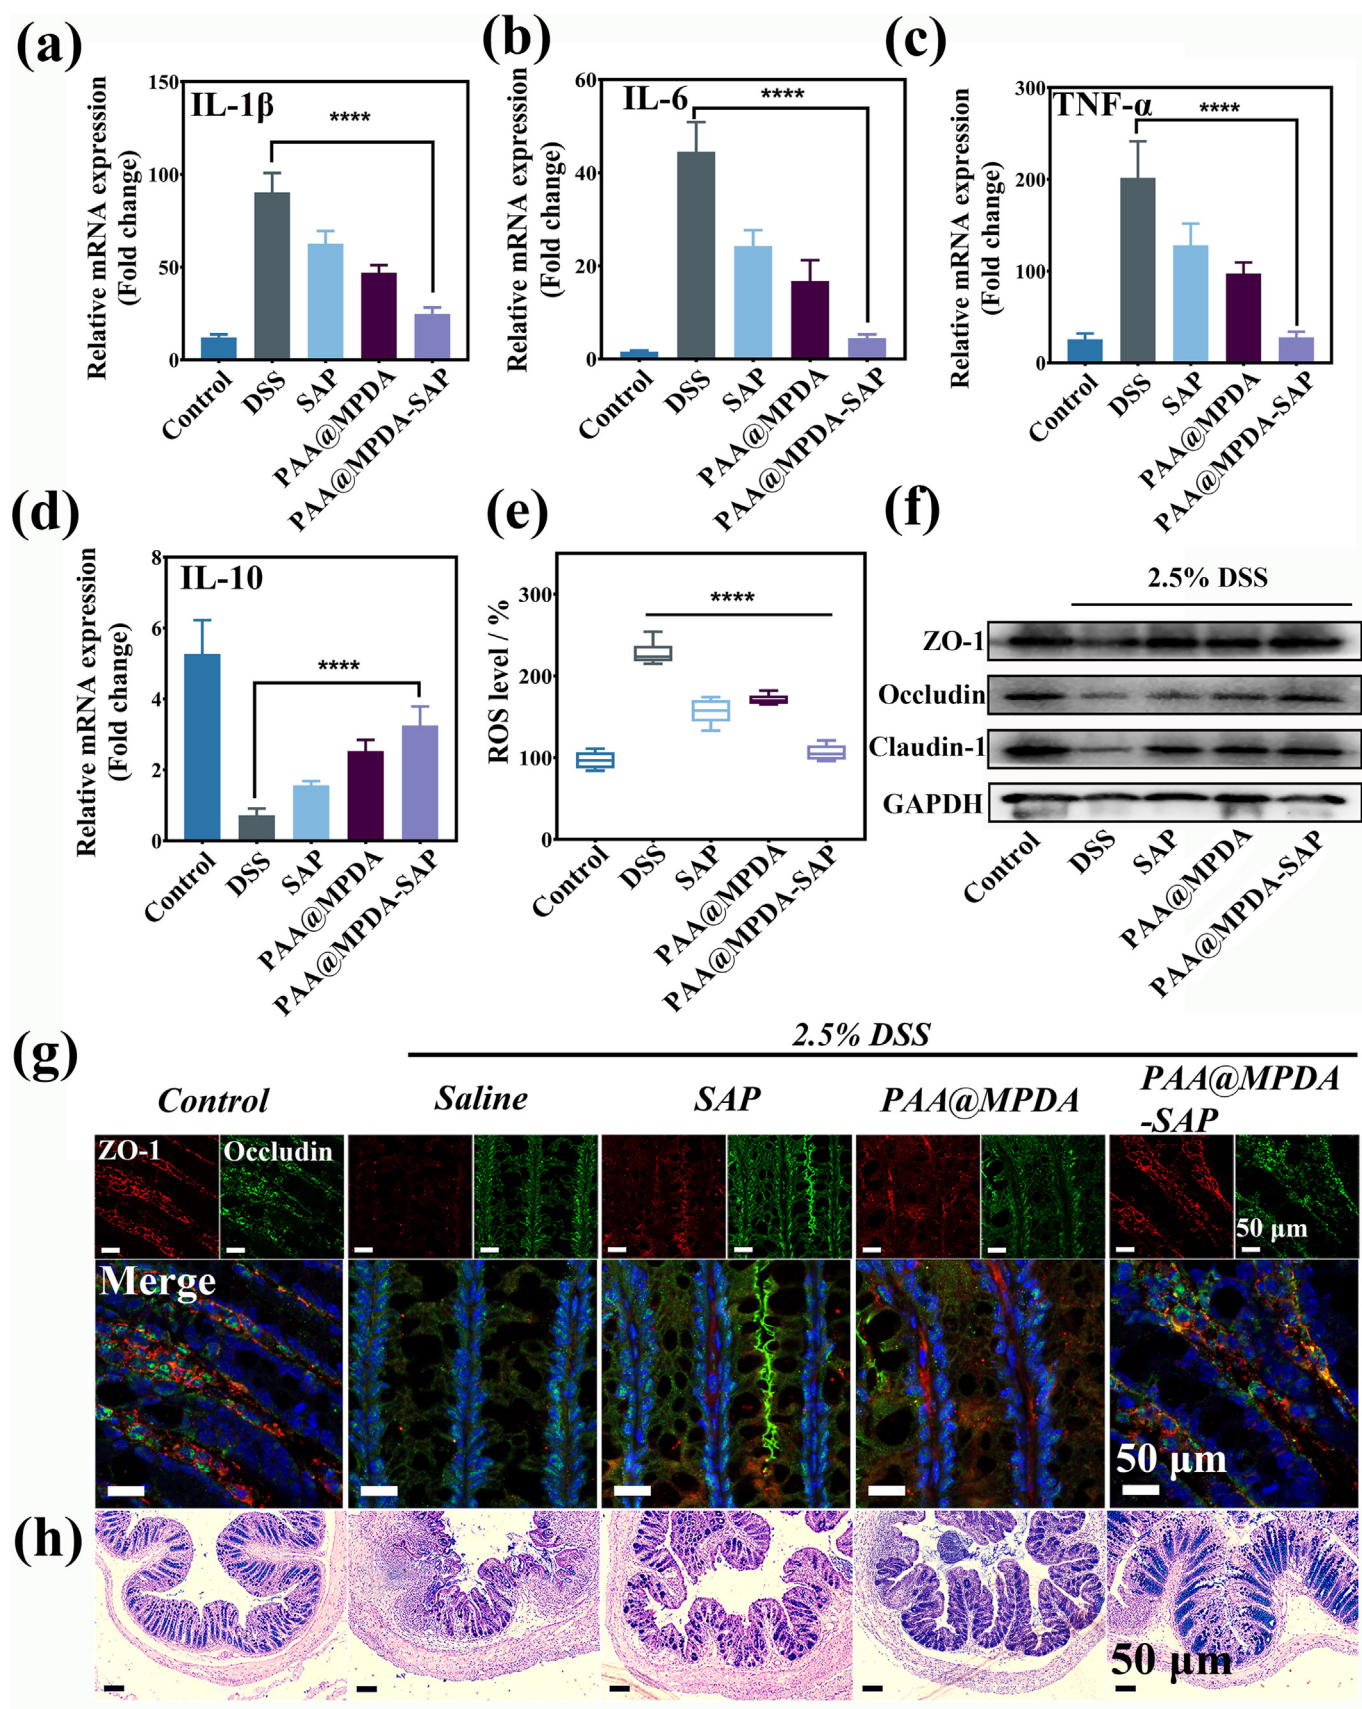 (a)
IL-1β
****
Relative mRNA expression
(Fold change)
150
100
50
0
Control
DSS
SAP
PAA@MPDA
PAA@MPDA-SAP
(b)
IL-6
****
Relative mRNA expression
(Fold change)
60
40
20
0
Control
DSS
SAP
PAA@MPDA
PAA@MPDA-SAP
(c)
TNF-α
****
Relative mRNA expression
(Fold change)
300
200
100
0
Control
DSS
SAP
PAA@MPDA
PAA@MPDA-SAP
(d)
IL-10
****
Relative mRNA expression
(Fold change)
8
6
4
2
0
Control
DSS
SAP
PAA@MPDA
PAA@MPDA-SAP
(e)
****
ROS level / %
300
200
100
0
Control
DSS
SAP
PAA@MPDA
PAA@MPDA-SAP
(f)
2.5% DSS
ZO-1
Occludin
Claudin-1
GAPDH
Control
DSS
SAP
PAA@MPDA
PAA@MPDA-SAP
(g)
2.5% DSS
Control
Saline
SAP
PAA@MPDA
PAA@MPDA
-SAP
ZO-1
Occludin
50 μm
Merge
50 μm
(h)
50 μm